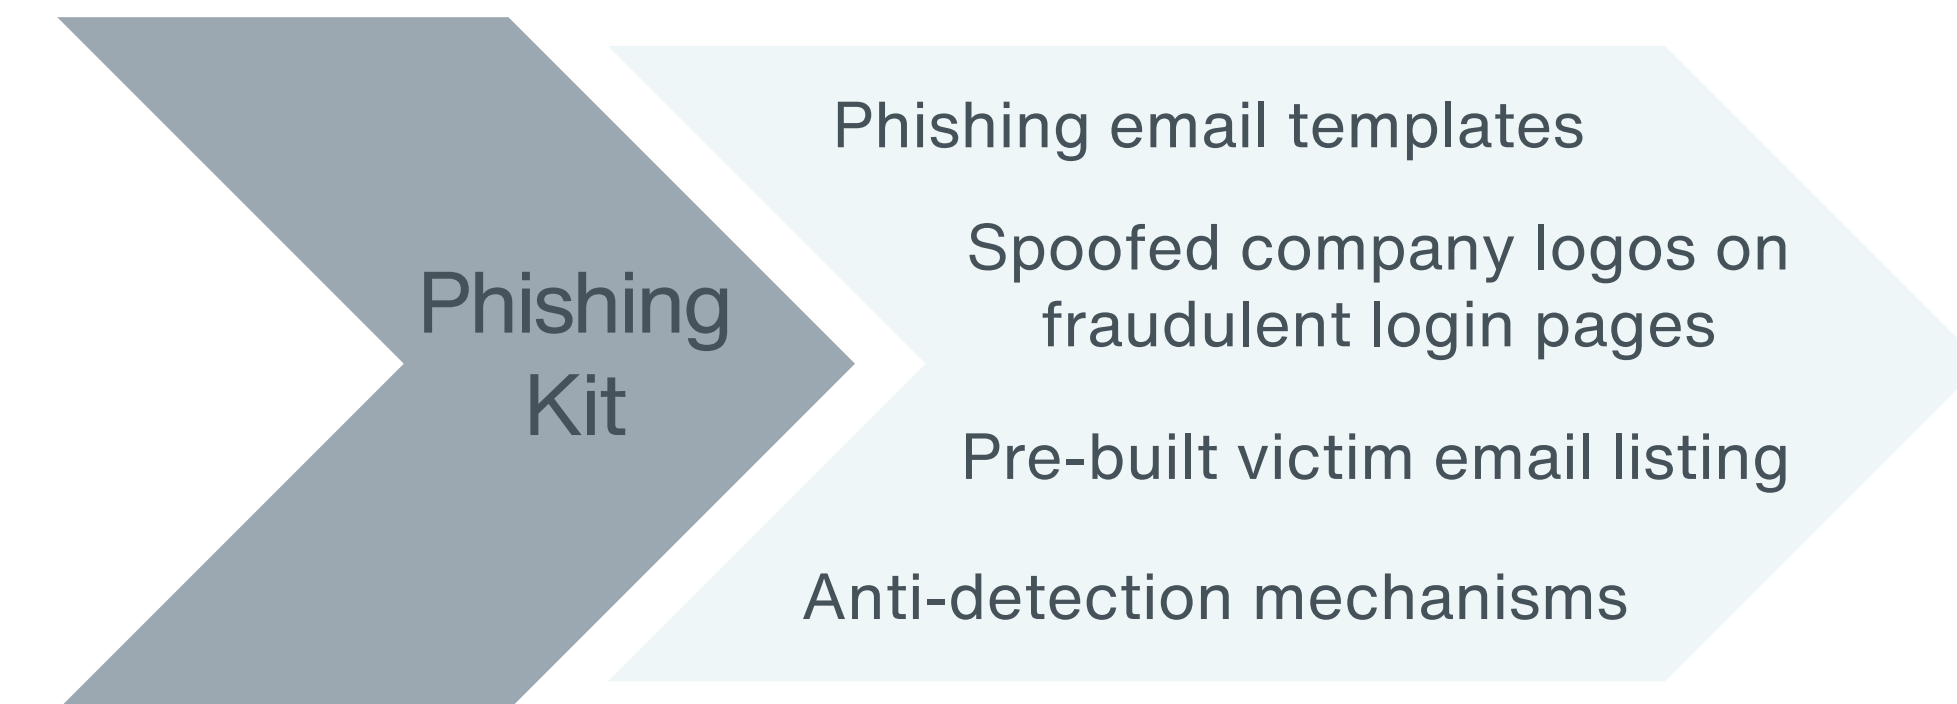 Phishing
Kit
Phishing email templates
Spoofed company logos on
fraudulent login pages
Pre-built victim email listing
Anti-detection mechanisms